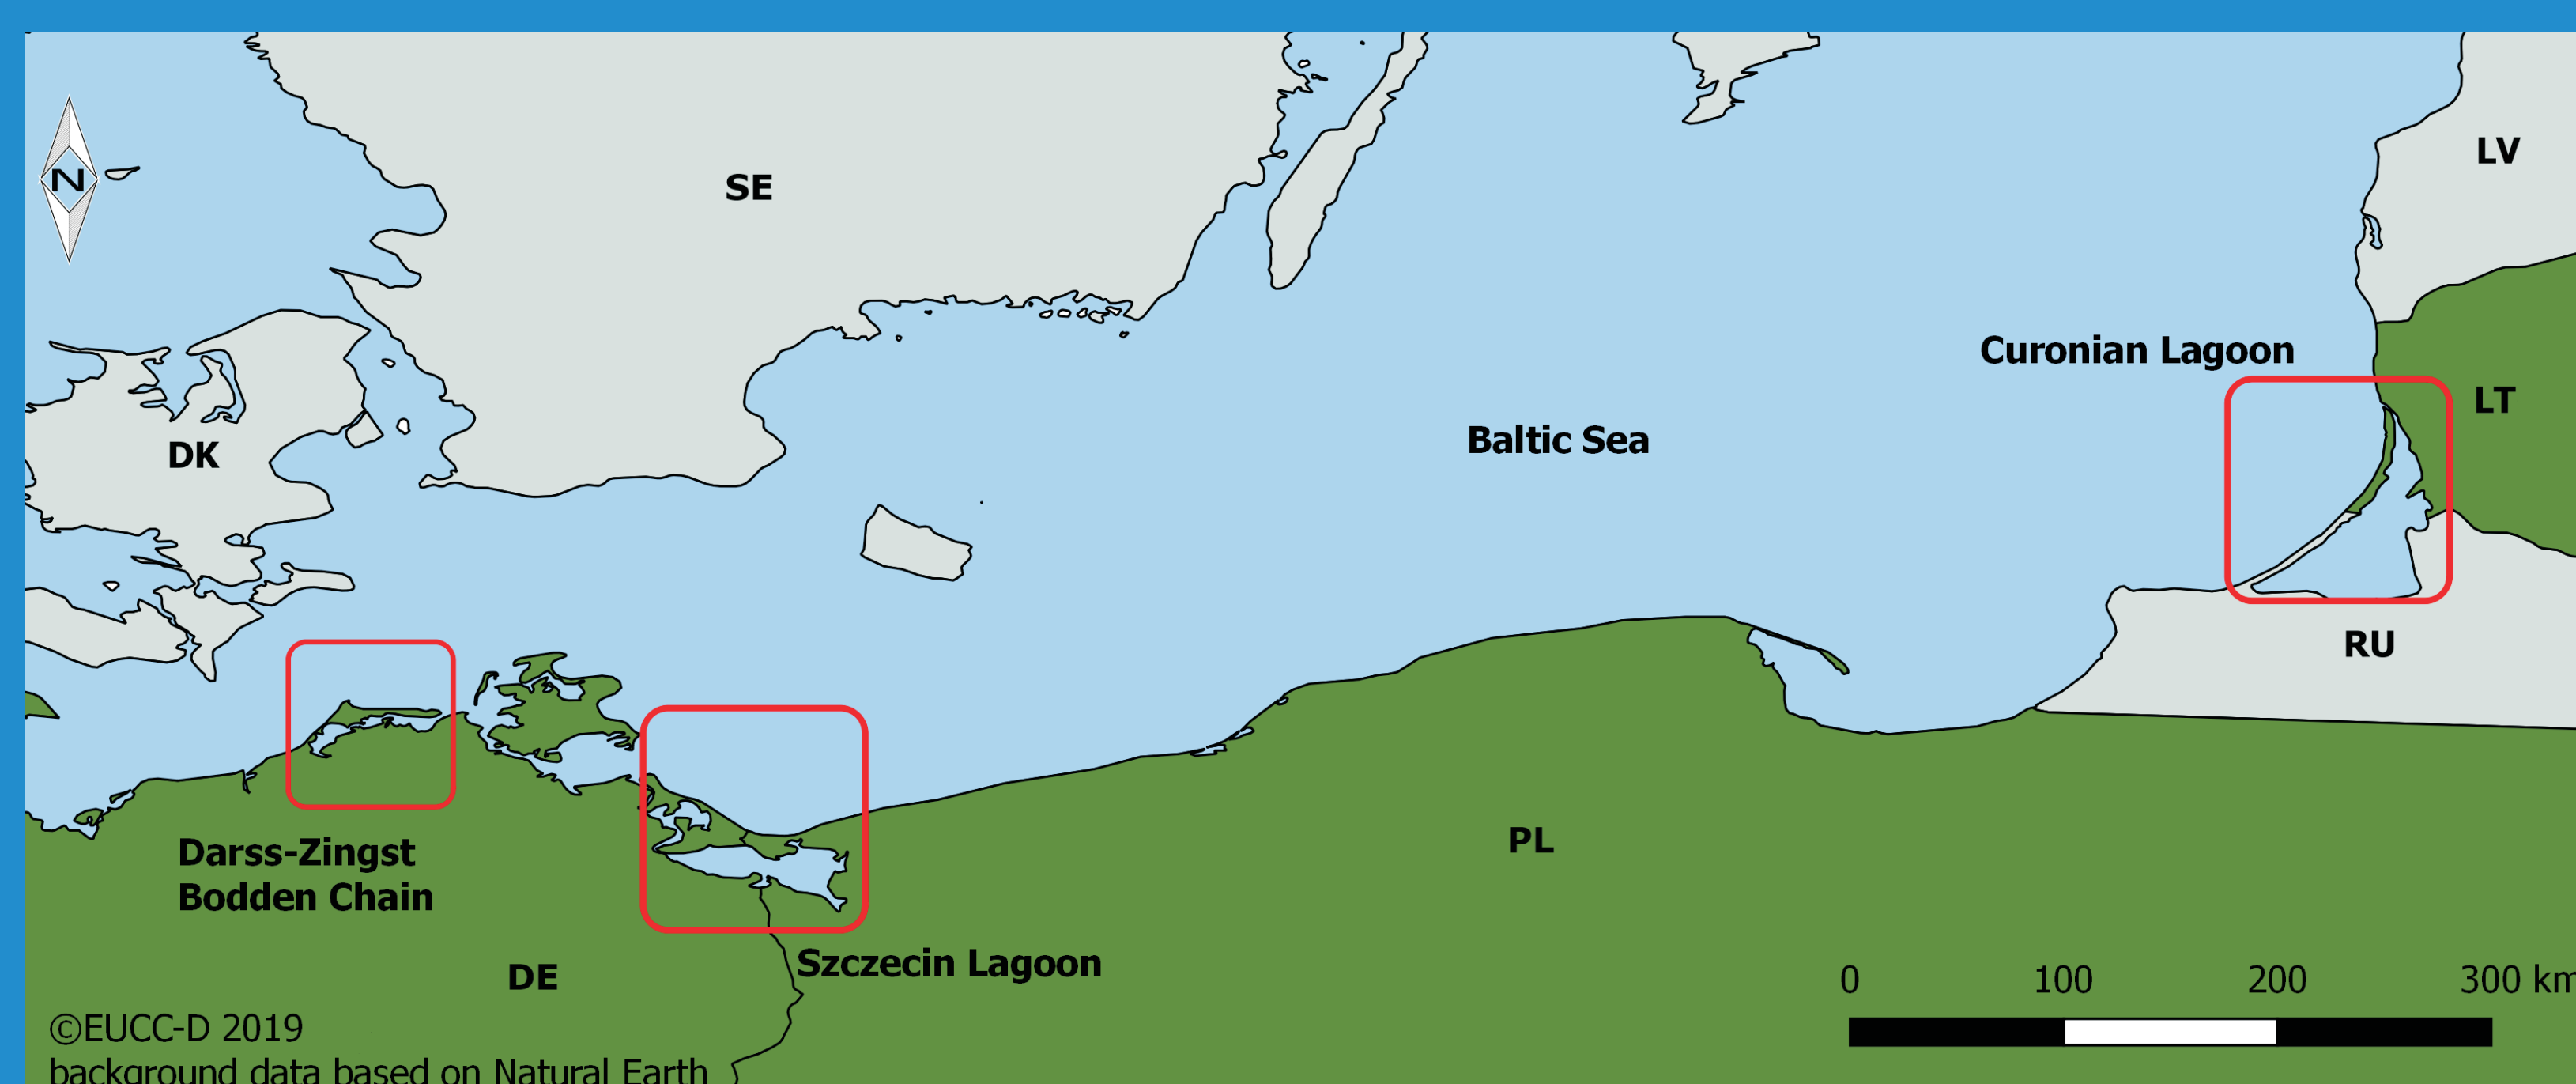 N
SE
LV
Curonian Lagoon
LT
DK
Baltic Sea
RU
PL
Darss-Zingst
Bodden Chain
Szczecin Lagoon
DE
0 100 200 300 km
©EUCC-D 2019
background data based on Natural Earth